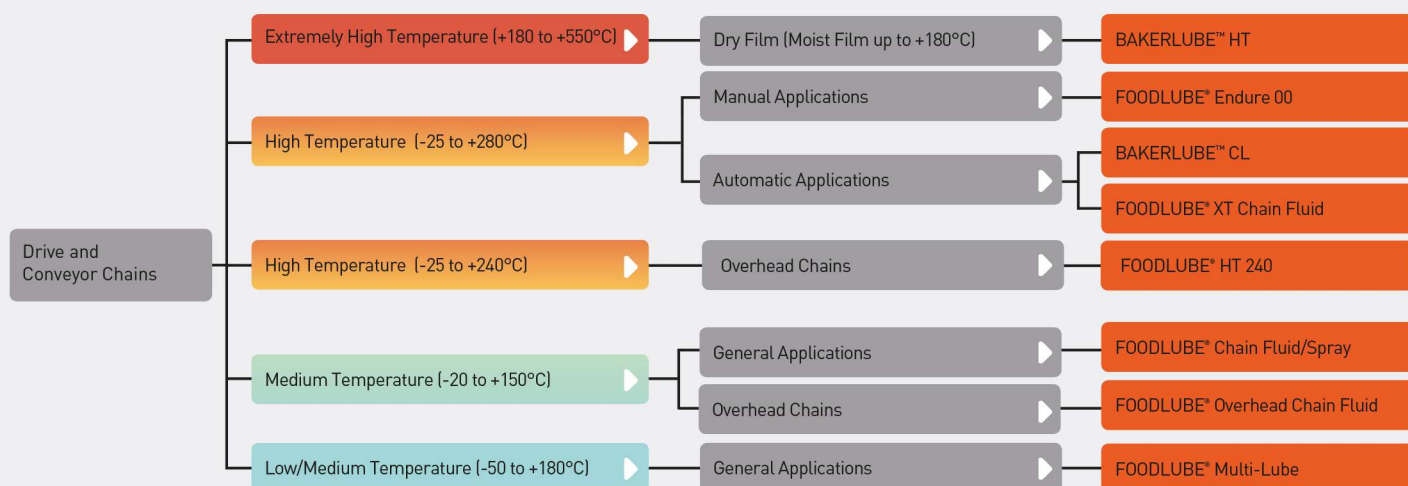 Extremely High Temperature (+180 to +550°C)
Dry Film (Moist Film up to +180°C)
BAKERLUBE™ HT
Manual Applications
FOODLUBE® Endure 00
High Temperature (-25 to +280°C)
BAKERLUBE™ CL
Automatic Applications
FOODLUBE® XT Chain Fluid
Drive and
Conveyor Chains
High Temperature (-25 to +240°C)
Overhead Chains
FOODLUBE® HT 240
General Applications
FOODLUBE® Chain Fluid/Spray
Medium Temperature (-20 to +150°C)
Overhead Chains
FOODLUBE® Overhead Chain Fluid
Low/Medium Temperature (-50 to +180°C)
General Applications
FOODLUBE® Multi-Lube